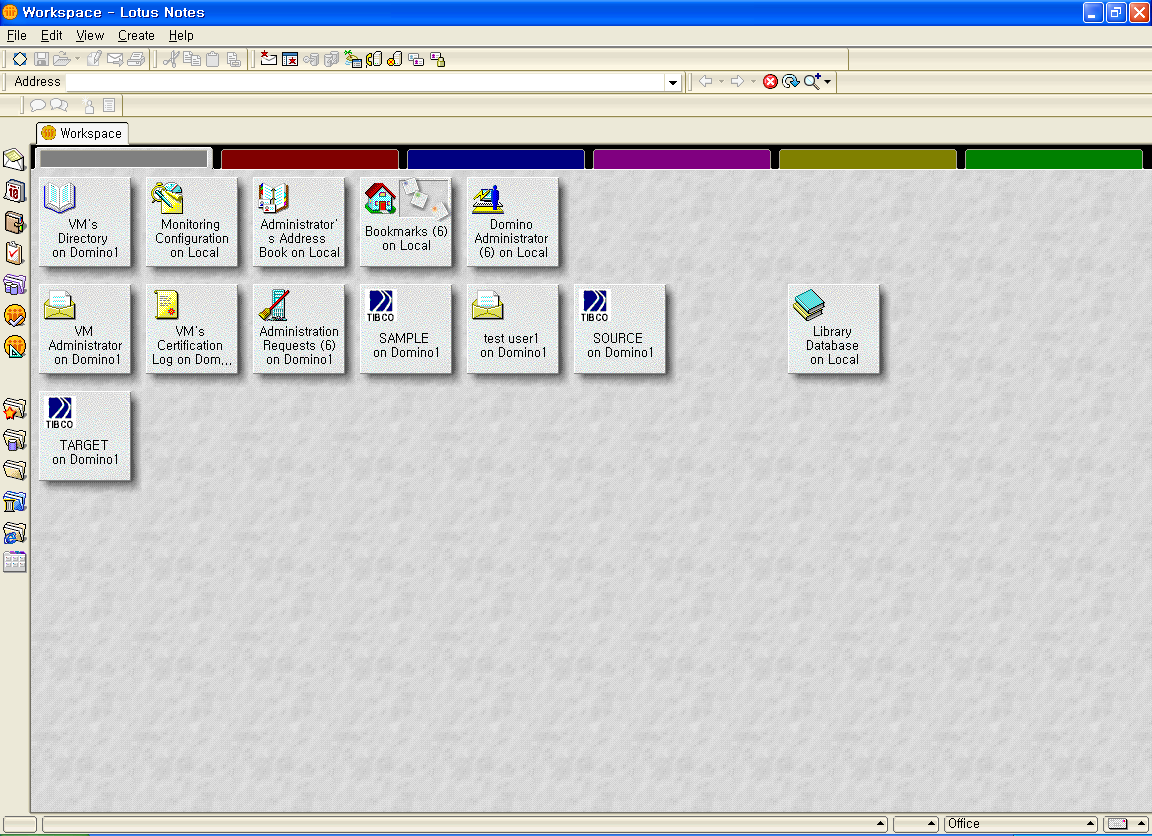 Workspace - Lotus Notes
File Edit View Create Help
Address
Workspace
VM's
Directory
on Domino1
Monitoring
Configuration
on Local
Administrator'
s Address
Book on Local
Bookmarks (6)
on Local
Domino
Administrator
(6) on Local
VM
Administrator
on Domino1
VM's
Certification
Log on Dom...
Administration
Requests (6)
on Domino1
TIBCO
SAMPLE
on Domino1
test user1
on Domino1
TIBCO
SOURCE
on Domino1
Library
Database
on Local
TIBCO
TARGET
on Domino1
Office